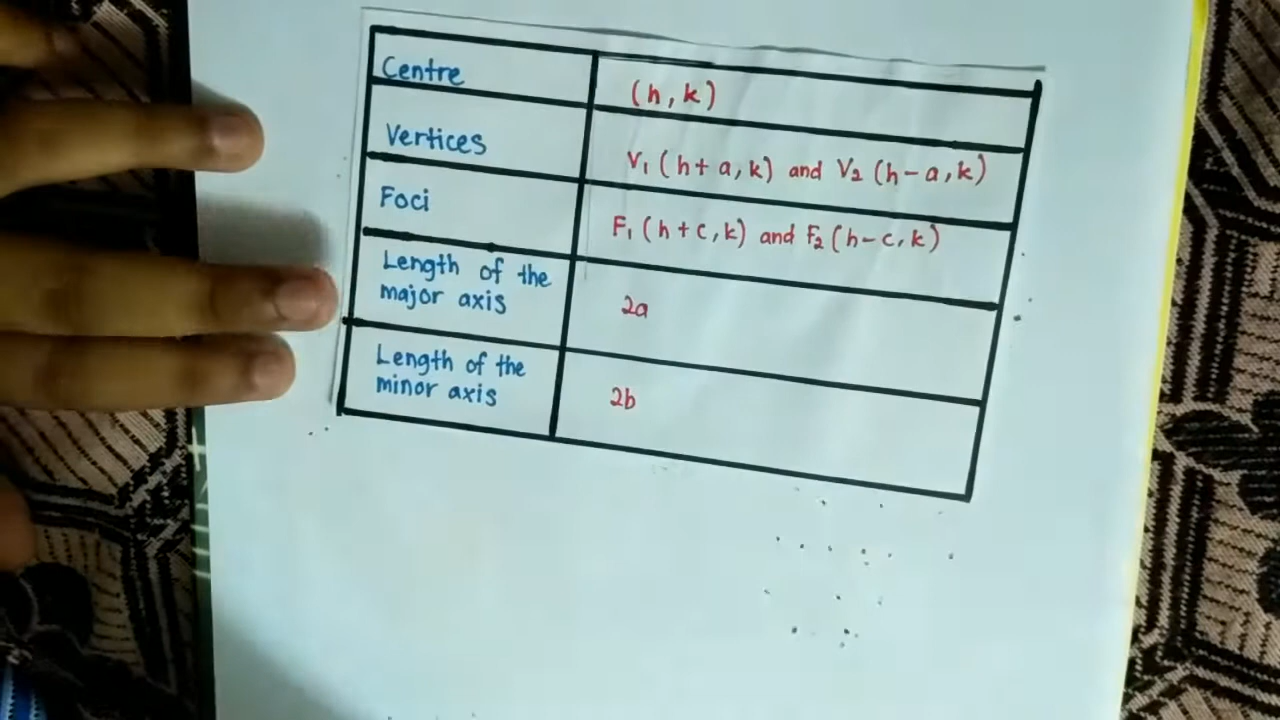 Centre
(h, k)
Vertices
V₁ (h + a, k) and V₂ (h - a, k)
Foci
F₁ (h + c, k) and F₂ (h - c, k)
Length of the
major axis
2a
Length of the
minor axis
2b